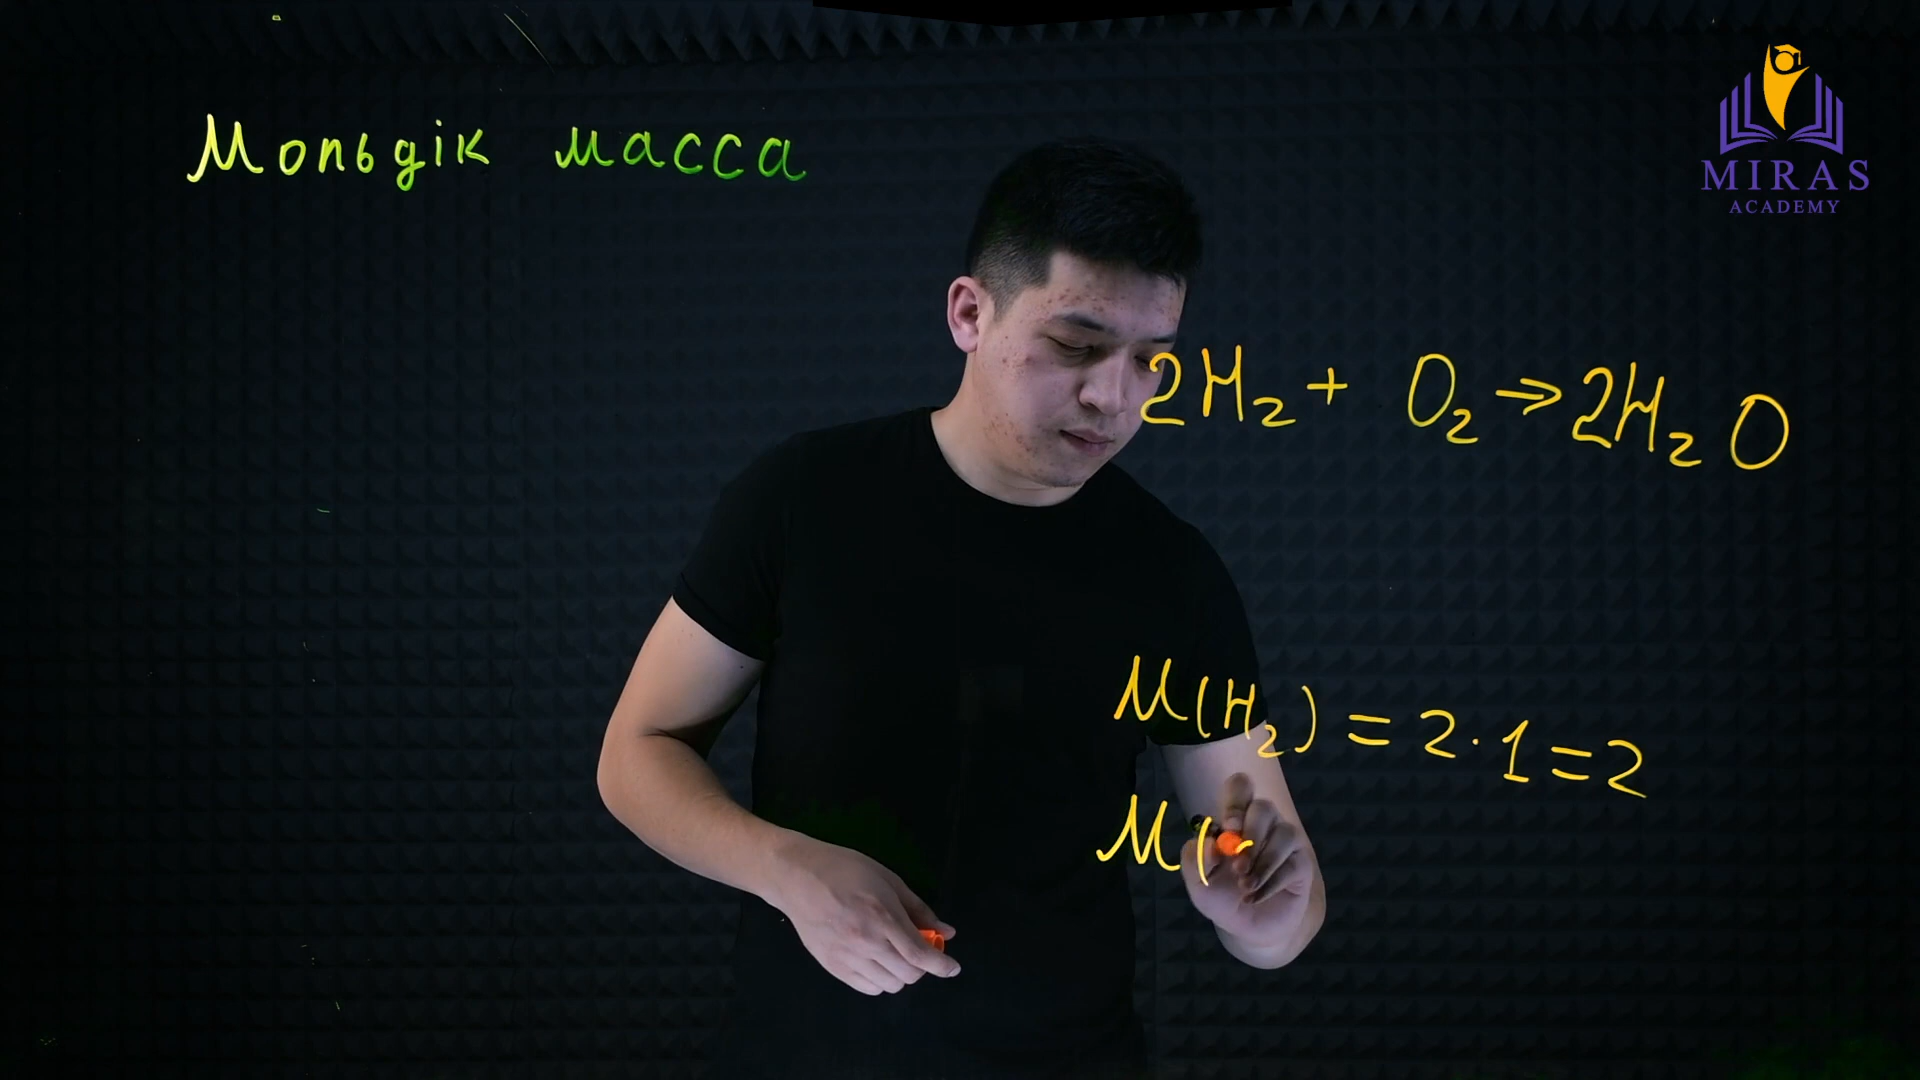 Мольдік масса
MIRAS
ACADEMY
2H₂ + O₂ → 2H₂O
M(H₂) = 2·1=2
M(